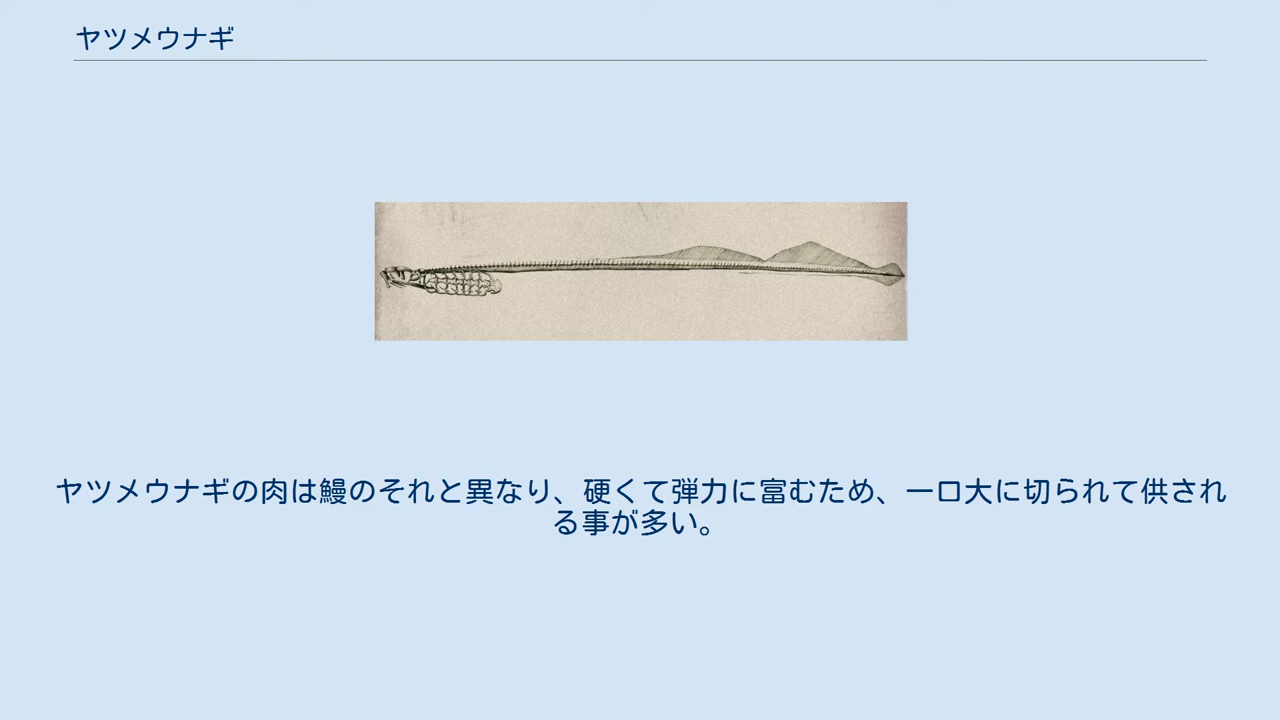 ヤツメウナギ
ヤツメウナギの肉は鰻のそれと異なり、硬くて弾力に富むため、一口大に切られて供され
る事が多い。